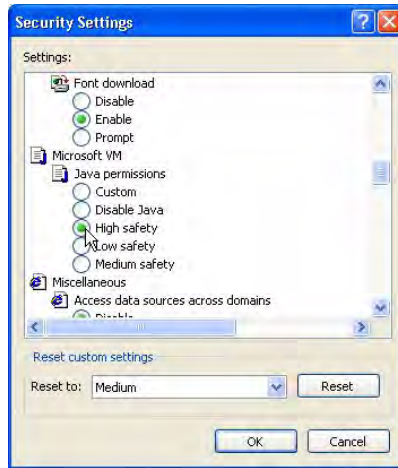 Security Settings
Settings:
Font download
Disable
Enable
Prompt
Microsoft VM
Java permissions
Custom
Disable Java
High safety
Low safety
Medium safety
Miscellaneous
Access data sources across domains
Disable
Reset custom settings
Reset to: Medium Reset
OK Cancel